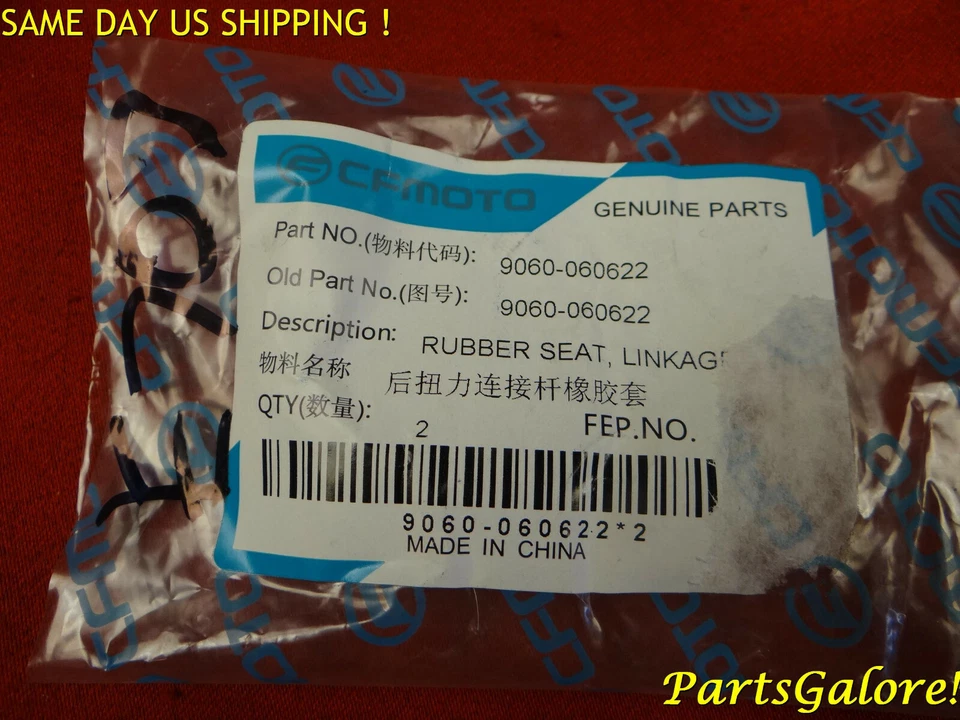 SAME DAY US SHIPPING !
CFMOTO
GENUINE PARTS
Part NO.(物料代码): 9060-060622
Old Part No.(图号): 9060-060622
Description: RUBBER SEAT, LINKAGE
物料名称 后扭力连接杆橡胶套
QTY(数量): 2 FEP.NO.
9060-060622*2
MADE IN CHINA
PartsGalore!